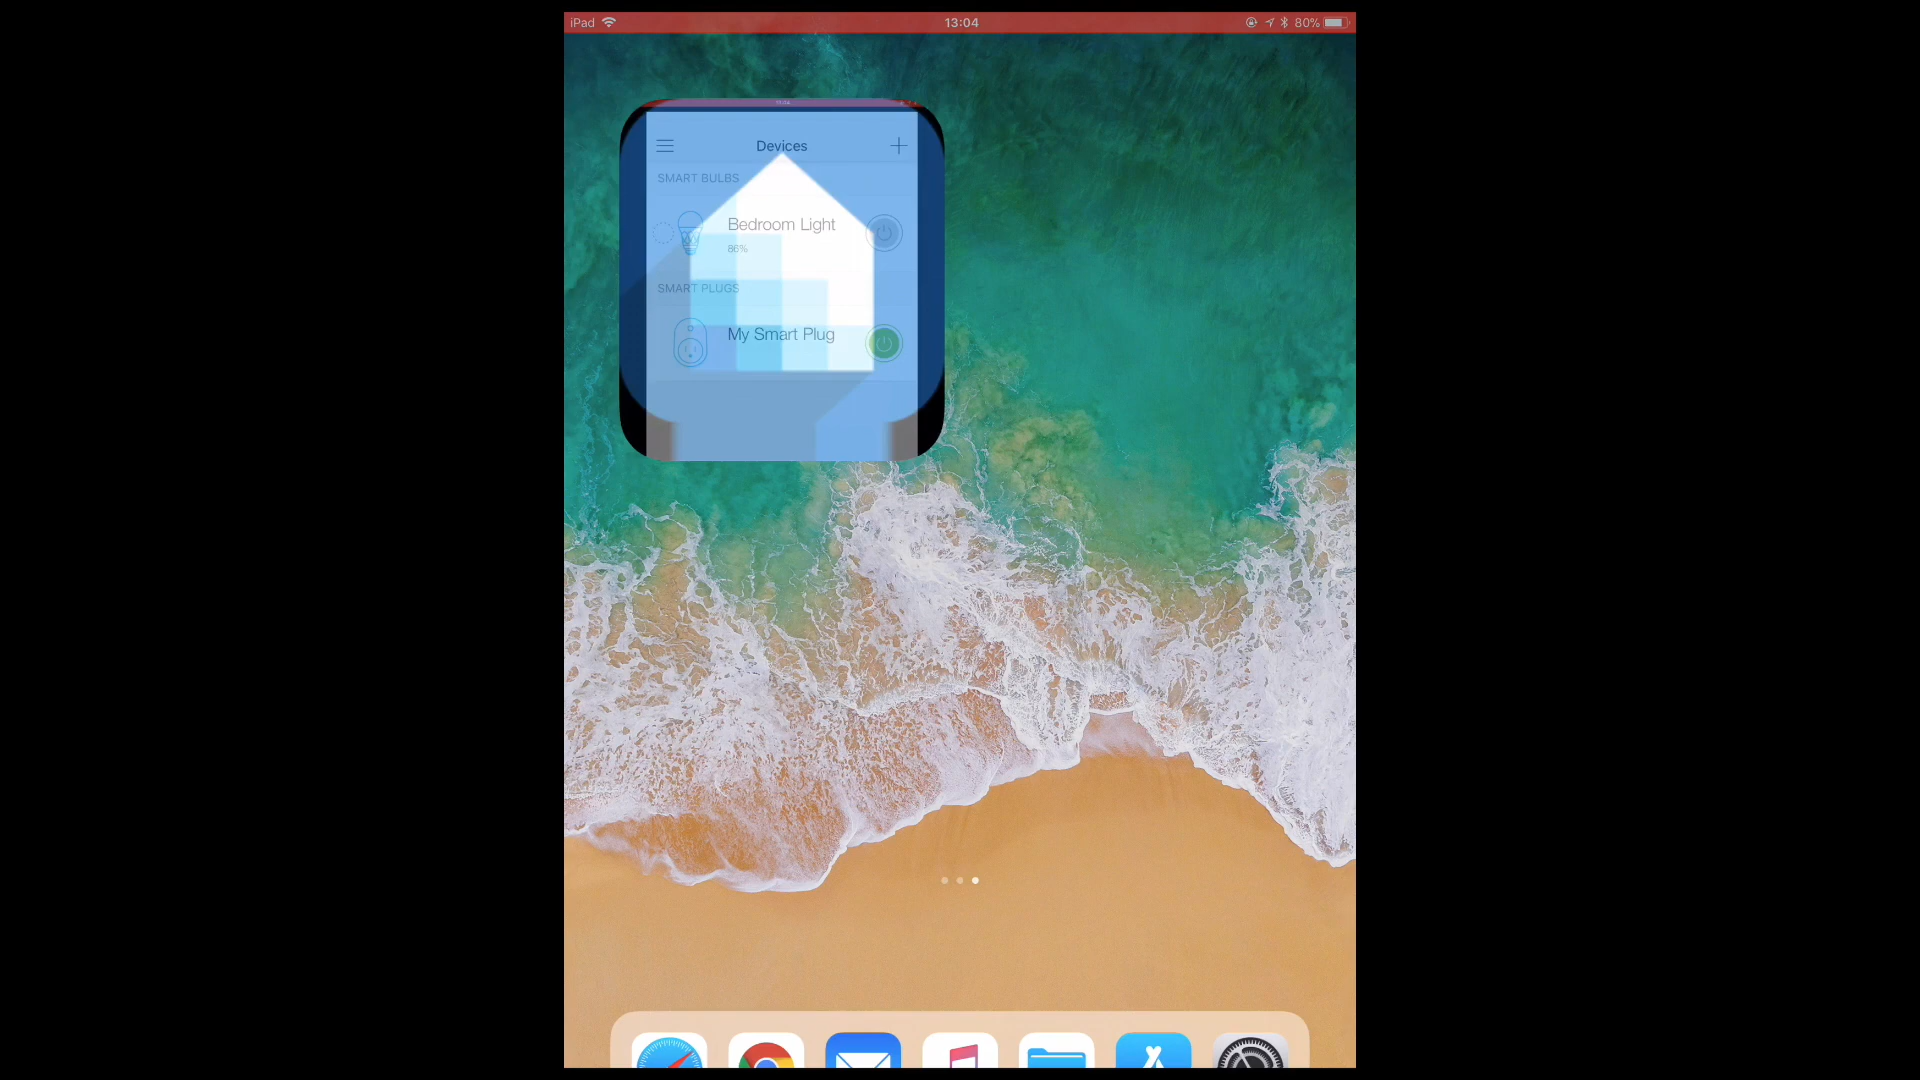 iPad 13:04 80%
Devices
SMART BULBS
Bedroom Light
86%
SMART PLUGS
My Smart Plug